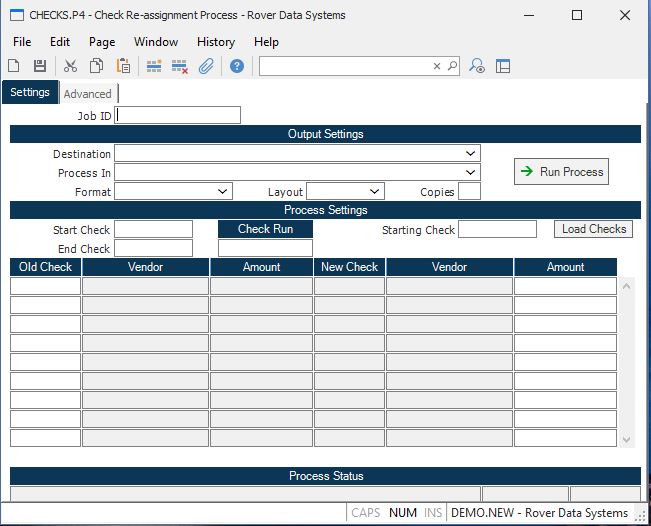 CHECKS.P4 - Check Re-assignment Process - Rover Data Systems
File Edit Page Window History Help
Settings Advanced
Job ID
Output Settings
Destination
Process In
Run Process
Format Layout Copies
Process Settings
Start Check Check Run Starting Check Load Checks
End Check
Old Check Vendor Amount New Check Vendor Amount
Process Status
CAPS NUM INS DEMO.NEW - Rover Data Systems